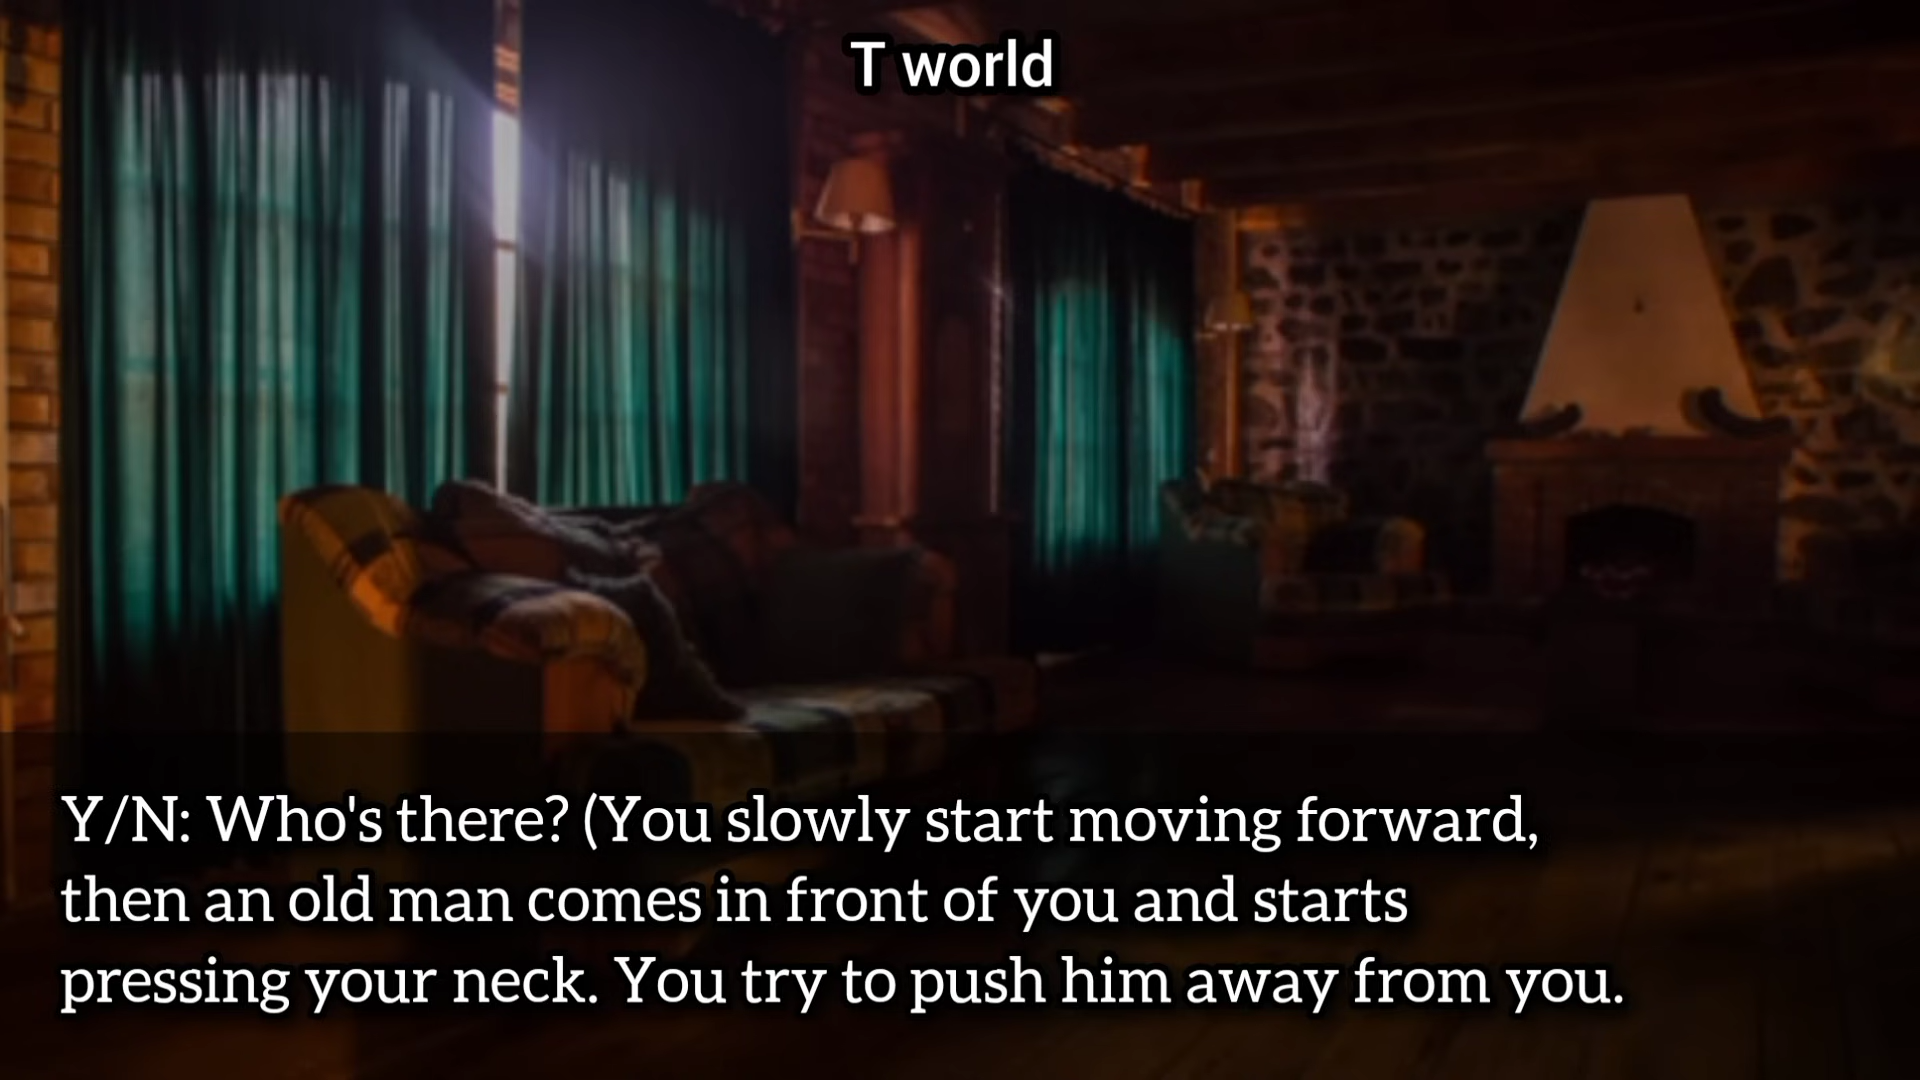 T world
Y/N: Who's there? (You slowly start moving forward,
then an old man comes in front of you and starts
pressing your neck. You try to push him away from you.